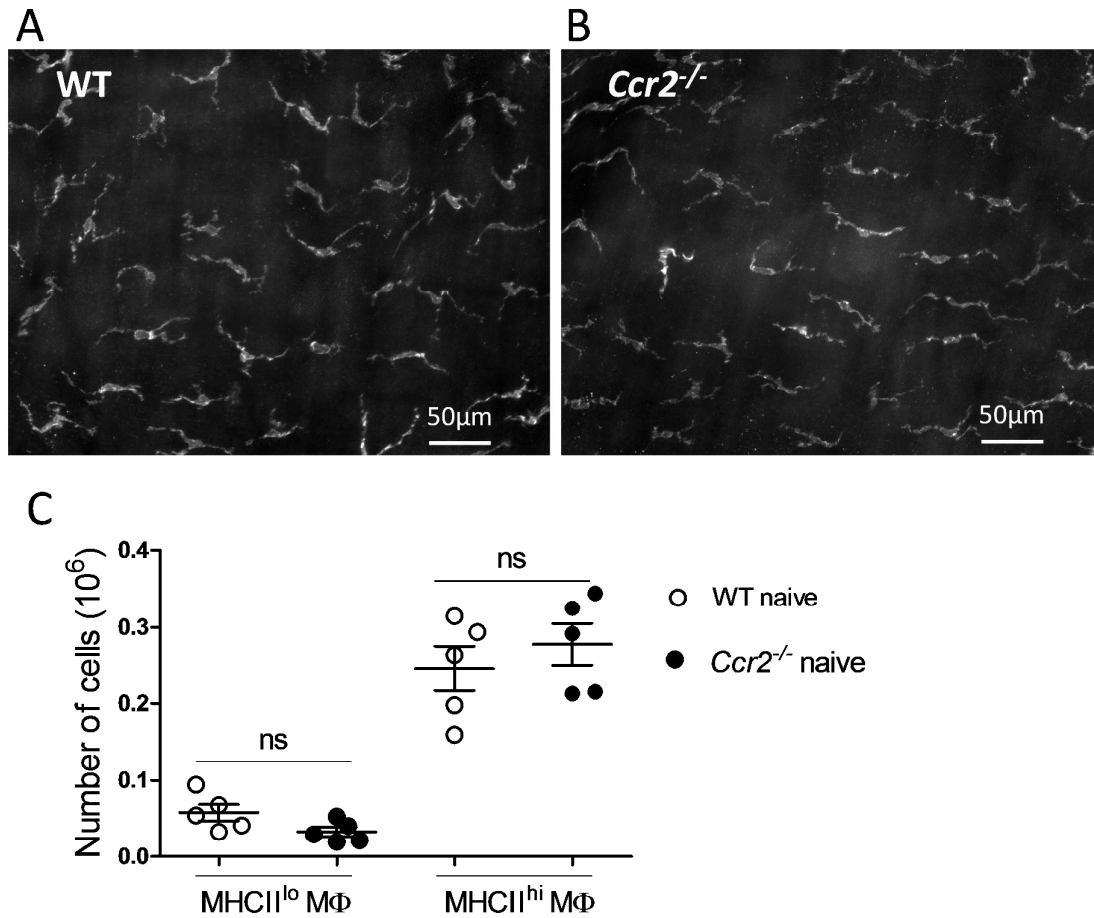 A
B
WT
Ccr2-/-
50µm
50µm
C
Number of cells (10⁶)
0.4
0.3
0.2
0.1
0.0
ns
ns
WT naive
Ccr2-/- naive
MHCIIlo MΦ
MHCIIhi MΦ